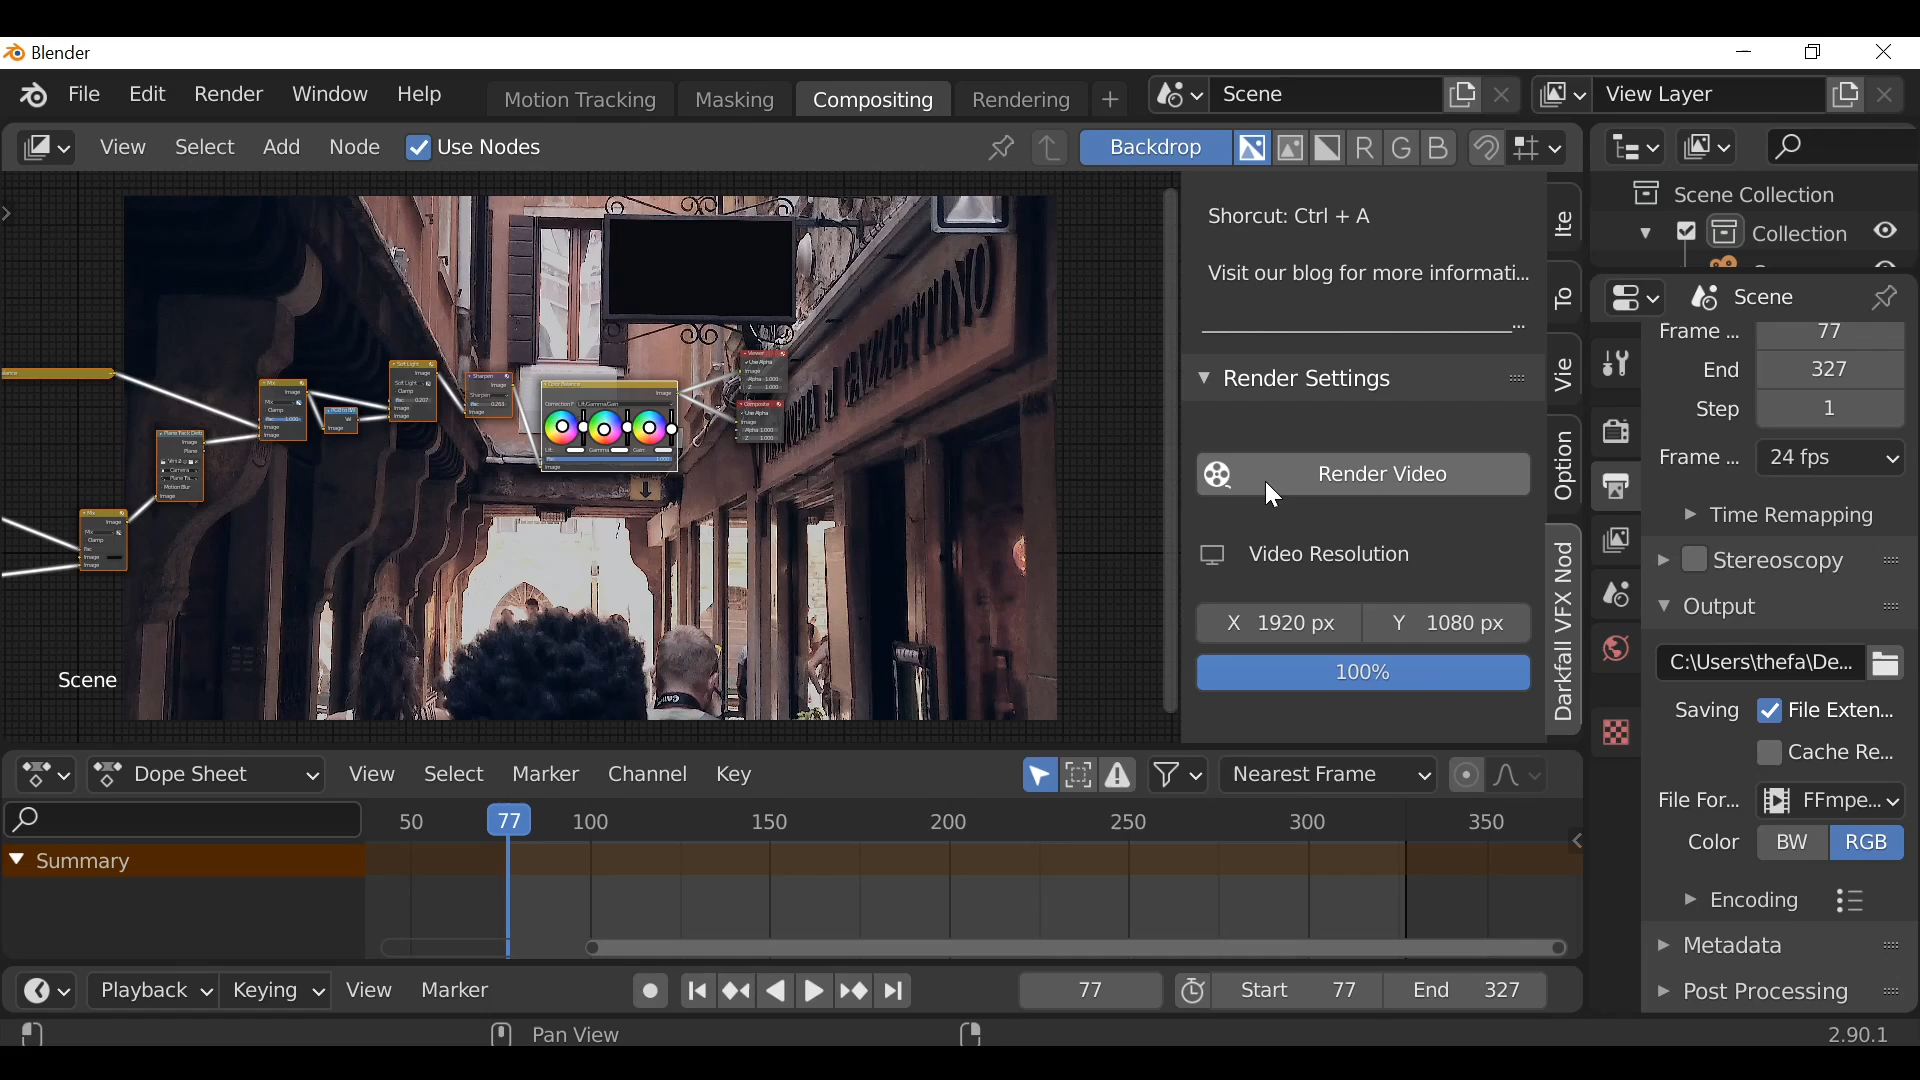 Blender
File Edit Render Window Help
Motion Tracking Masking Compositing Rendering +
Scene
View Layer
View Select Add Node Use Nodes
Backdrop R G B
Scene Collection
Collection
Shorcut: Ctrl + A
Visit our blog for more informati...
Render Settings
Render Video
Video Resolution
X 1920 px Y 1080 px
100%
Ite
To
Vie
Option
Darkfall VFX Nod
Scene
Scene
Frame ... 77
End 327
Step 1
Frame ... 24 fps
Time Remapping
Stereoscopy
Output
C:\Users\thefa\De...
Saving File Exten...
Cache Re...
File For... FFmpe...
Color BW RGB
Encoding
Metadata
Post Processing
Dope Sheet View Select Marker Channel Key
Nearest Frame
50 77 100 150 200 250 300 350
Summary
Playback Keying View Marker
77 Start 77 End 327
Pan View
2.90.1